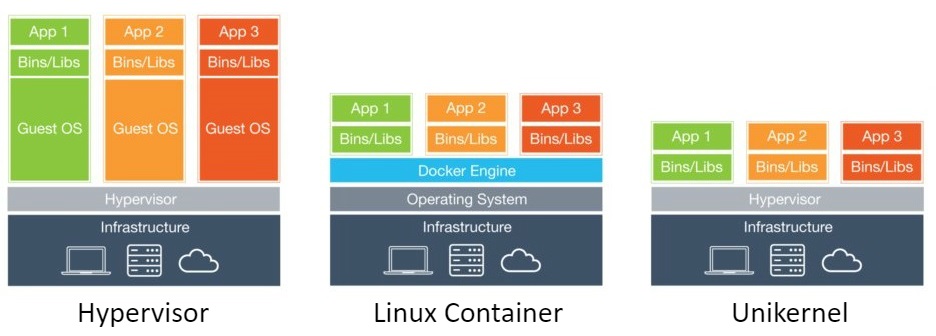 App 1
App 2
App 3
Bins/Libs
Bins/Libs
Bins/Libs
Guest OS
Guest OS
Guest OS
Hypervisor
Infrastructure
Hypervisor
App 1
App 2
App 3
Bins/Libs
Bins/Libs
Bins/Libs
Docker Engine
Operating System
Infrastructure
Linux Container
App 1
App 2
App 3
Bins/Libs
Bins/Libs
Bins/Libs
Hypervisor
Infrastructure
Unikernel